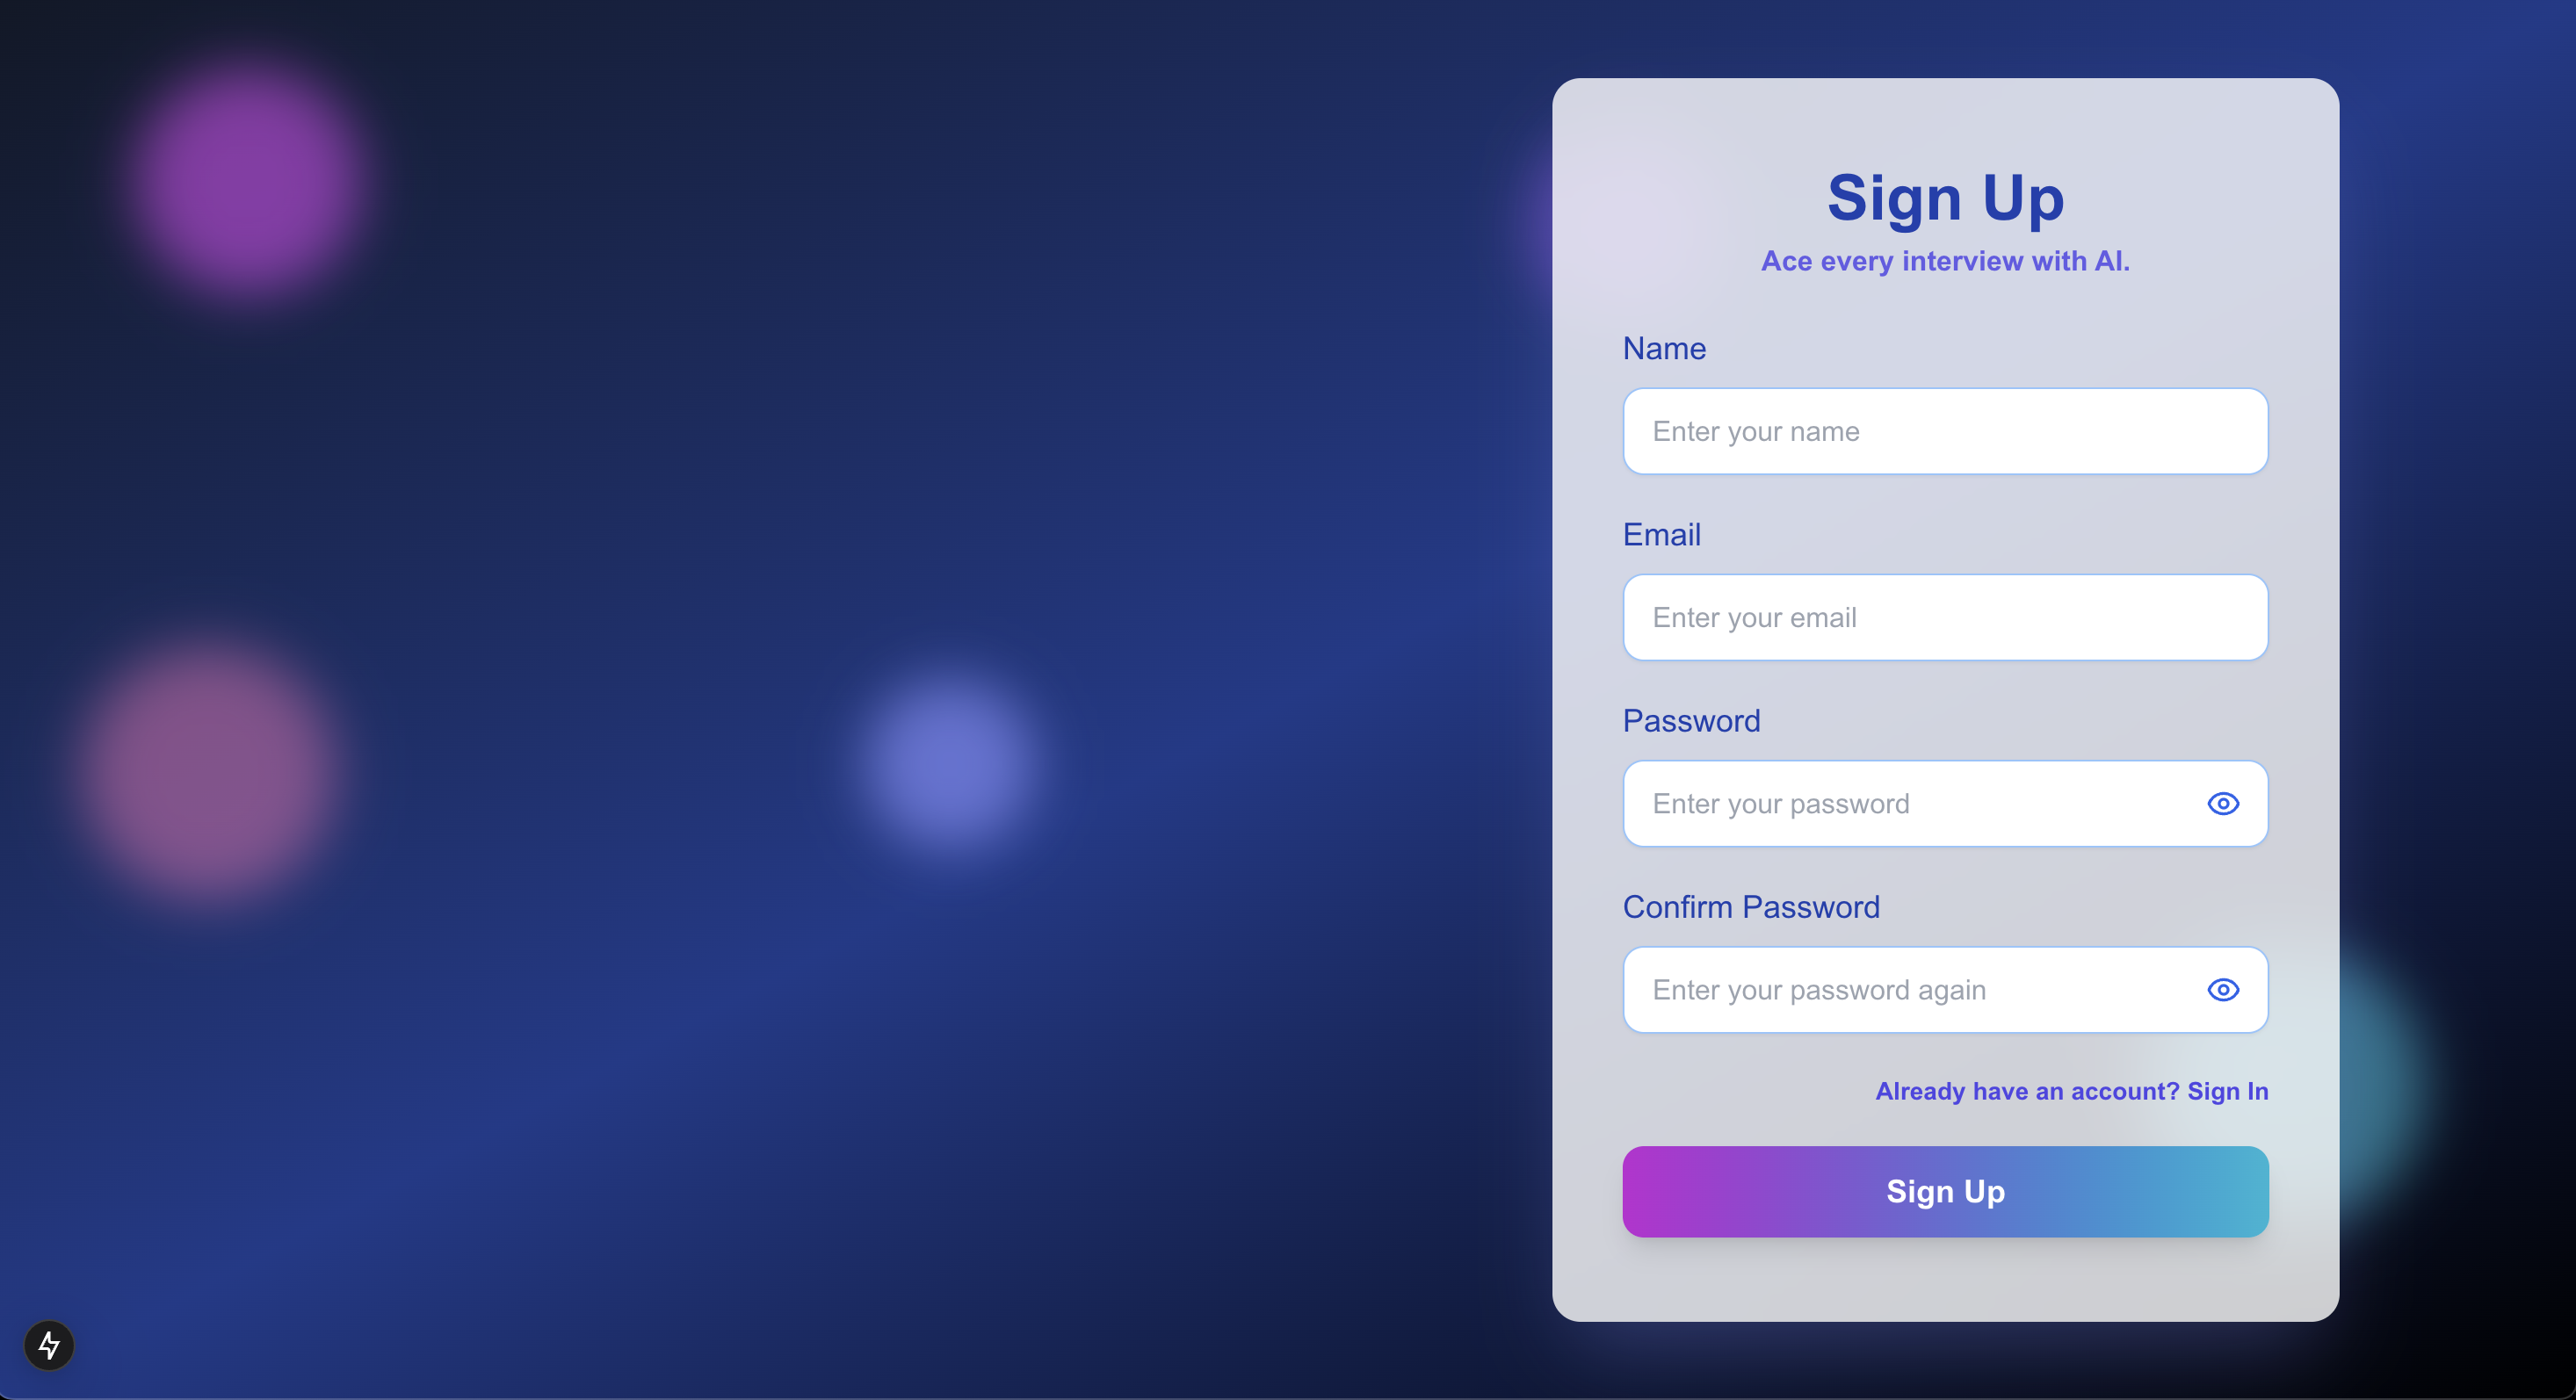 Sign Up
Ace every interview with AI.
Name
Enter your name
Email
Enter your email
Password
Enter your password
Confirm Password
Enter your password again
Already have an account? Sign In
Sign Up